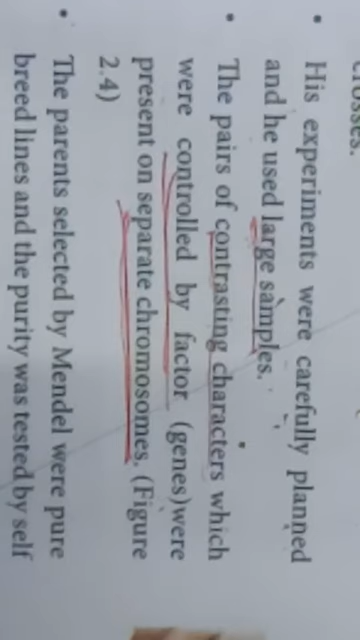 crosses.
• His experiments were carefully planned
and he used large samples.
• The pairs of contrasting characters which
were controlled by factor (genes)were
present on separate chromosomes. (Figure
2.4)
• The parents selected by Mendel were pure
breed lines and the purity was tested by self